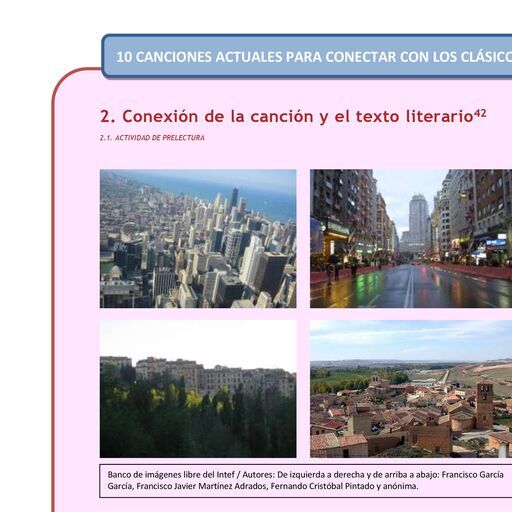 10 CANCIONES ACTUALES PARA CONECTAR CON LOS CLÁSICO
2. Conexión de la canción y el texto literario42
2.1. ACTIVIDAD DE PRELECTURA
Banco de imágenes libre del Intef / Autores: De izquierda a derecha y de arriba a abajo: Francisco García
García, Francisco Javier Martínez Adrados, Fernando Cristóbal Pintado y anónima.